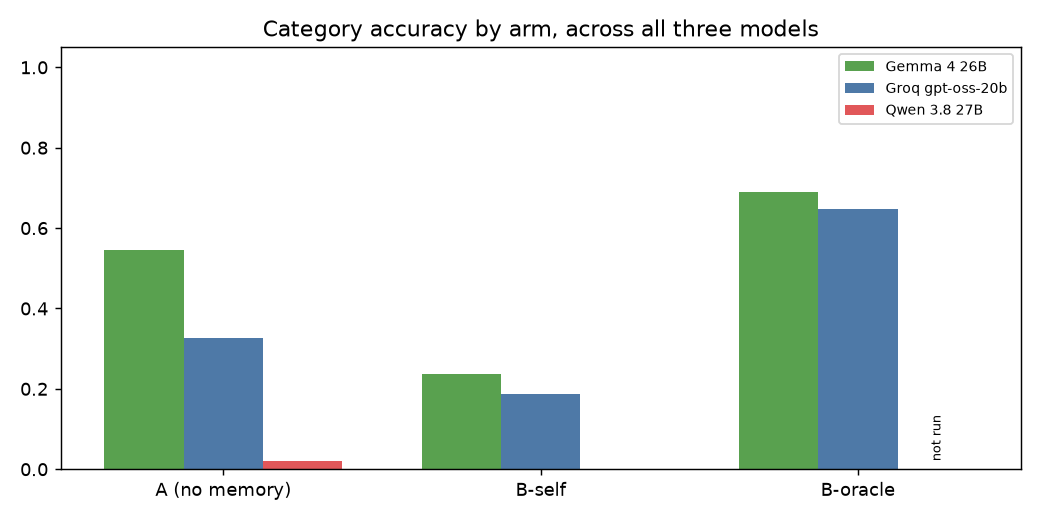 Category accuracy by arm, across all three models
1.0
0.8
0.6
0.4
0.2
0.0
Gemma 4 26B
Groq gpt-oss-20b
Qwen 3.8 27B
not run
A (no memory)
B-self
B-oracle